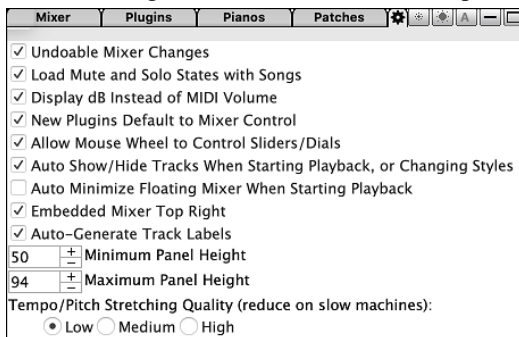 Mixer Plugins Pianos Patches A
Undoable Mixer Changes
Load Mute and Solo States with Songs
Display dB Instead of MIDI Volume
New Plugins Default to Mixer Control
Allow Mouse Wheel to Control Sliders/Dials
Auto Show/Hide Tracks When Starting Playback, or Changing Styles
Auto Minimize Floating Mixer When Starting Playback
Embedded Mixer Top Right
Auto-Generate Track Labels
50 + − Minimum Panel Height
94 + − Maximum Panel Height
Tempo/Pitch Stretching Quality (reduce on slow machines):
Low Medium High